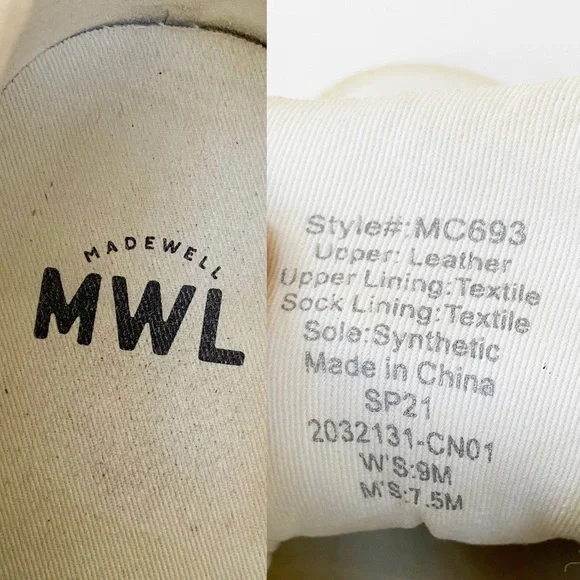 MADEWELL
MWL
Style#:MC693
Upper: Leather
Upper Lining:Textile
Sock Lining:Textile
Sole:Synthetic
Made in China
SP21
2032131-CN01
W'S:9M
M'S:7.5M